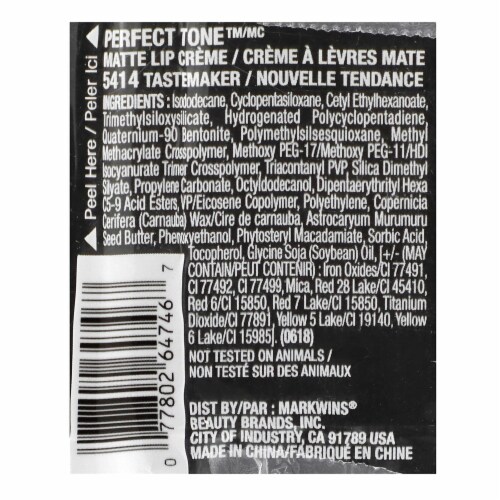 Peel Here / Peler Ici
PERFECT TONE™/MC
MATTE LIP CRÈME / CRÈME À LÈVRES MATE
5414 TASTEMAKER / NOUVELLE TENDANCE
INGREDIENTS : Isododecane, Cyclopentasiloxane, Cetyl Ethylhexanoate,
Trimethylsiloxysilicate, Hydrogenated Polycyclopentadiene,
Quaternium-90 Bentonite, Polymethylsilsesquioxane, Methyl
Methacrylate Crosspolymer, Methoxy PEG-17/Methoxy PEG-11/HDI
Isocyanurate Trimer Crosspolymer, Triacontanyl PVP, Silica Dimethyl
Silyate, Propylene Carbonate, Octyldodecanol, Dipentaerythrityl Hexa
C5-9 Acid Esters, VP/Eicosene Copolymer, Polyethylene, Copernicia
Cerifera (Carnauba) Wax/Cire de carnauba, Astrocaryum Murumuru
Seed Butter, Phenoxyethanol, Phytosteryl Macadamiate, Sorbic Acid,
Tocopherol, Glycine Soja (Soybean) Oil, [+/- (MAY
CONTAIN/PEUT CONTENIR) : Iron Oxides/CI 77491,
CI 77492, CI 77499, Mica, Red 28 Lake/CI 45410,
Red 6/CI 15850, Red 7 Lake/CI 15850, Titanium
Dioxide/CI 77891, Yellow 5 Lake/CI 19140, Yellow
6 Lake/CI 15985]. (0618)
NOT TESTED ON ANIMALS /
NON TESTÉ SUR DES ANIMAUX
DIST BY/PAR : MARKWINS®
BEAUTY BRANDS, INC.
CITY OF INDUSTRY, CA 91789 USA
MADE IN CHINA/FABRIQUÉ EN CHINE
0 77802 64746 7